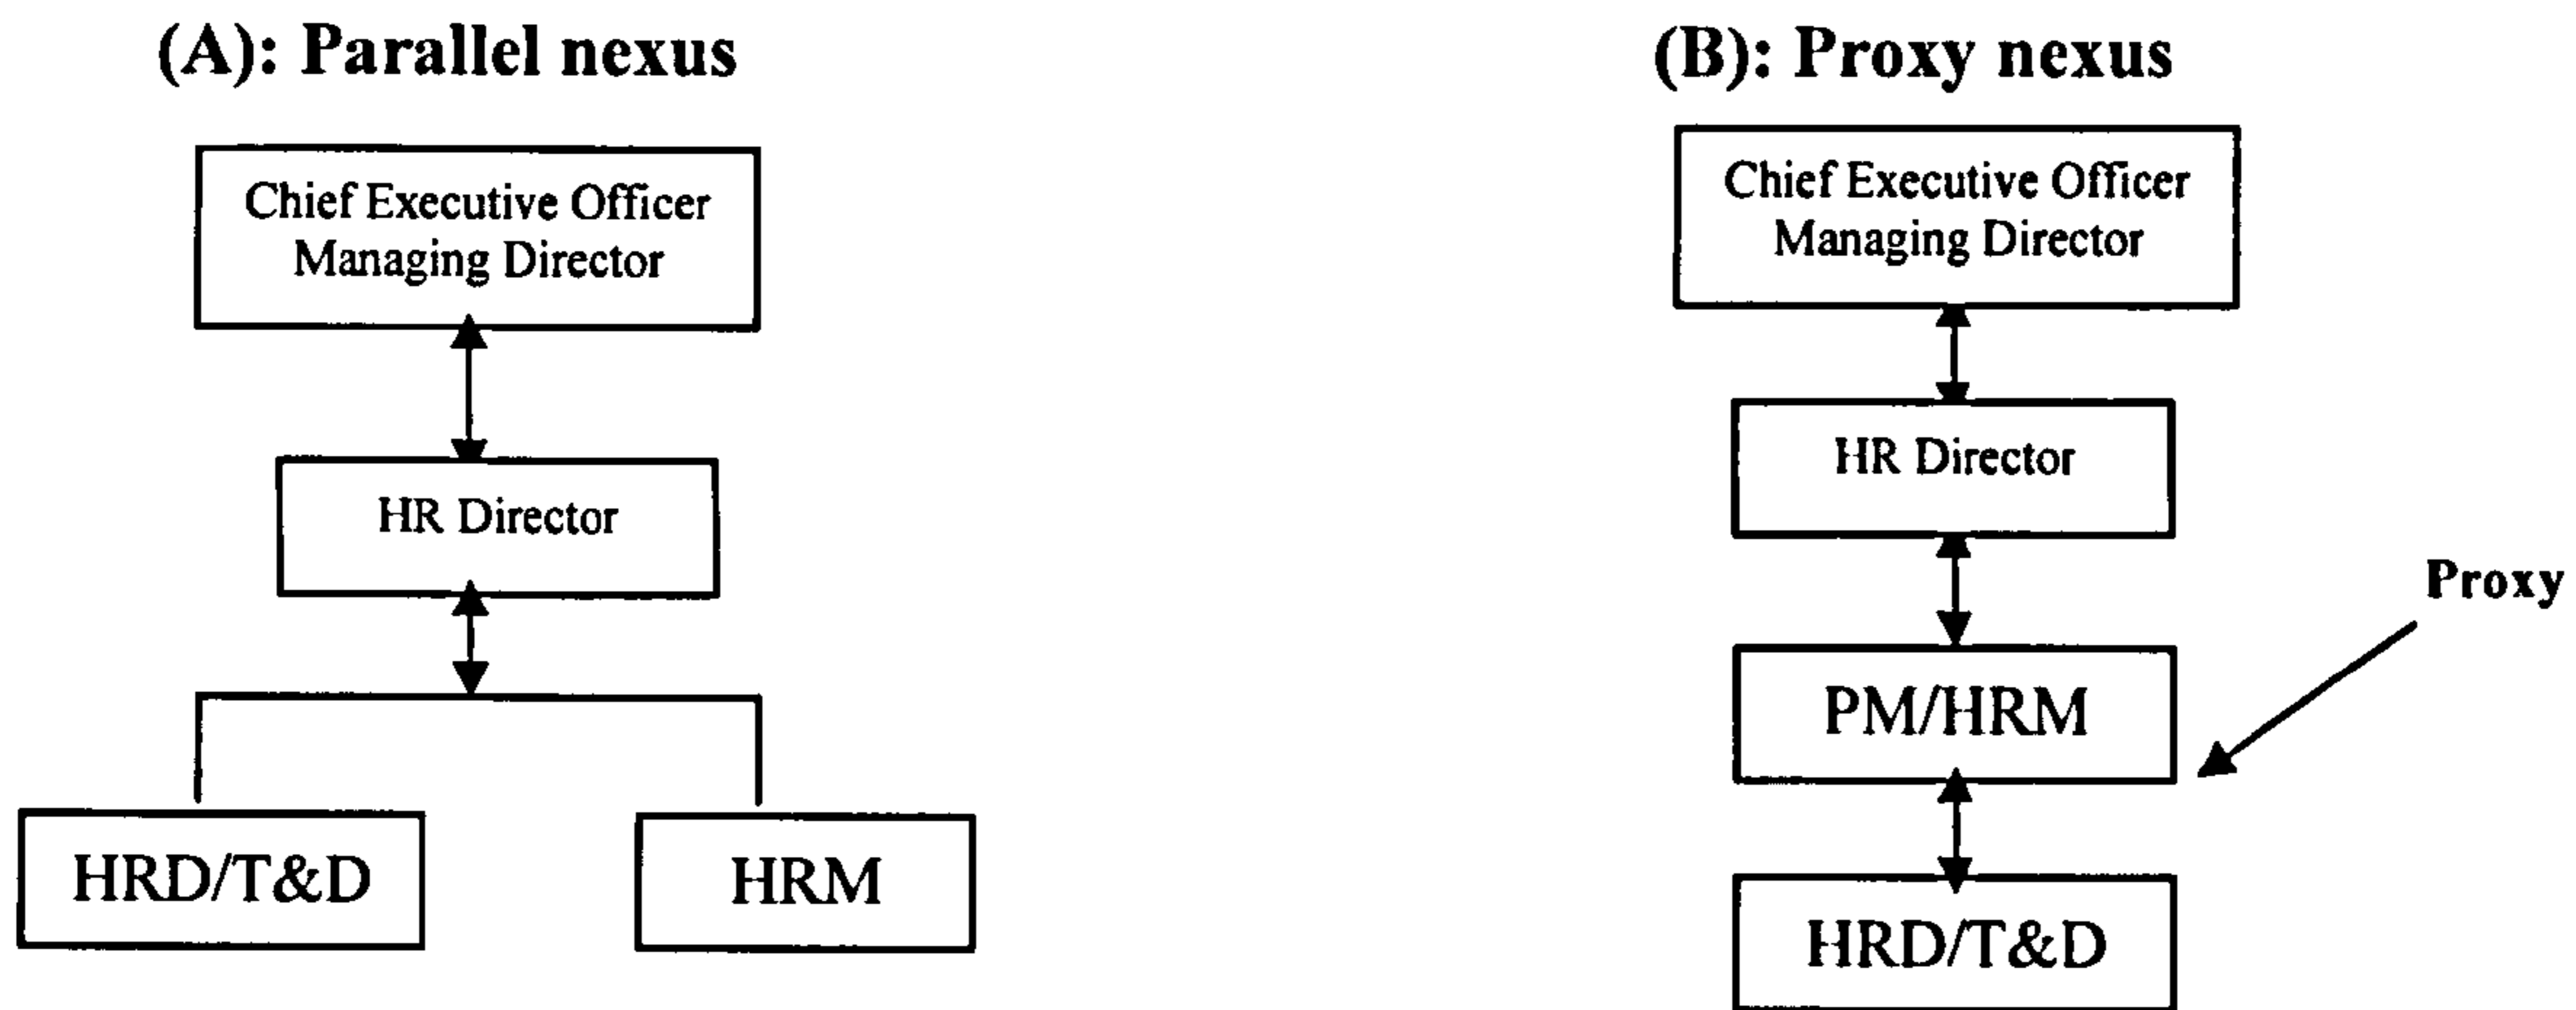 (A): Parallel nexus
Chief Executive Officer
Managing Director
HR Director
HRD/T&D
HRM
(B): Proxy nexus
Chief Executive Officer
Managing Director
HR Director
Proxy
PM/HRM
HRD/T&D